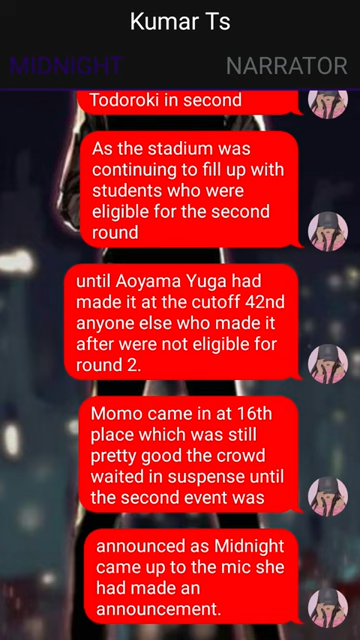 Kumar Ts
MIDNIGHT
NARRATOR
Todoroki in second
As the stadium was
continuing to fill up with
students who were
eligible for the second
round
until Aoyama Yuga had
made it at the cutoff 42nd
anyone else who made it
after were not eligible for
round 2.
Momo came in at 16th
place which was still
pretty good the crowd
waited in suspense until
the second event was
announced as Midnight
came up to the mic she
had made an
announcement.